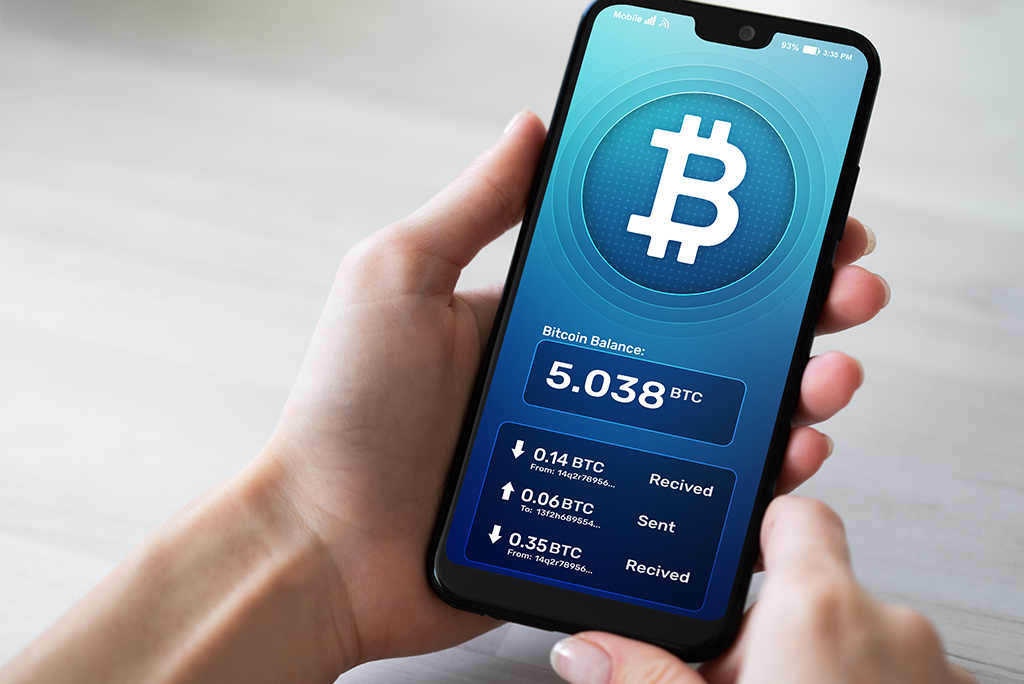 Mobile
93% 3:35 PM
Bitcoin Balance:
5.038 BTC
0.14 BTC Recived
From: 14q2r78956...
0.06 BTC Sent
To: 13f2h689554...
0.35 BTC Recived
From: 14q2r78956...